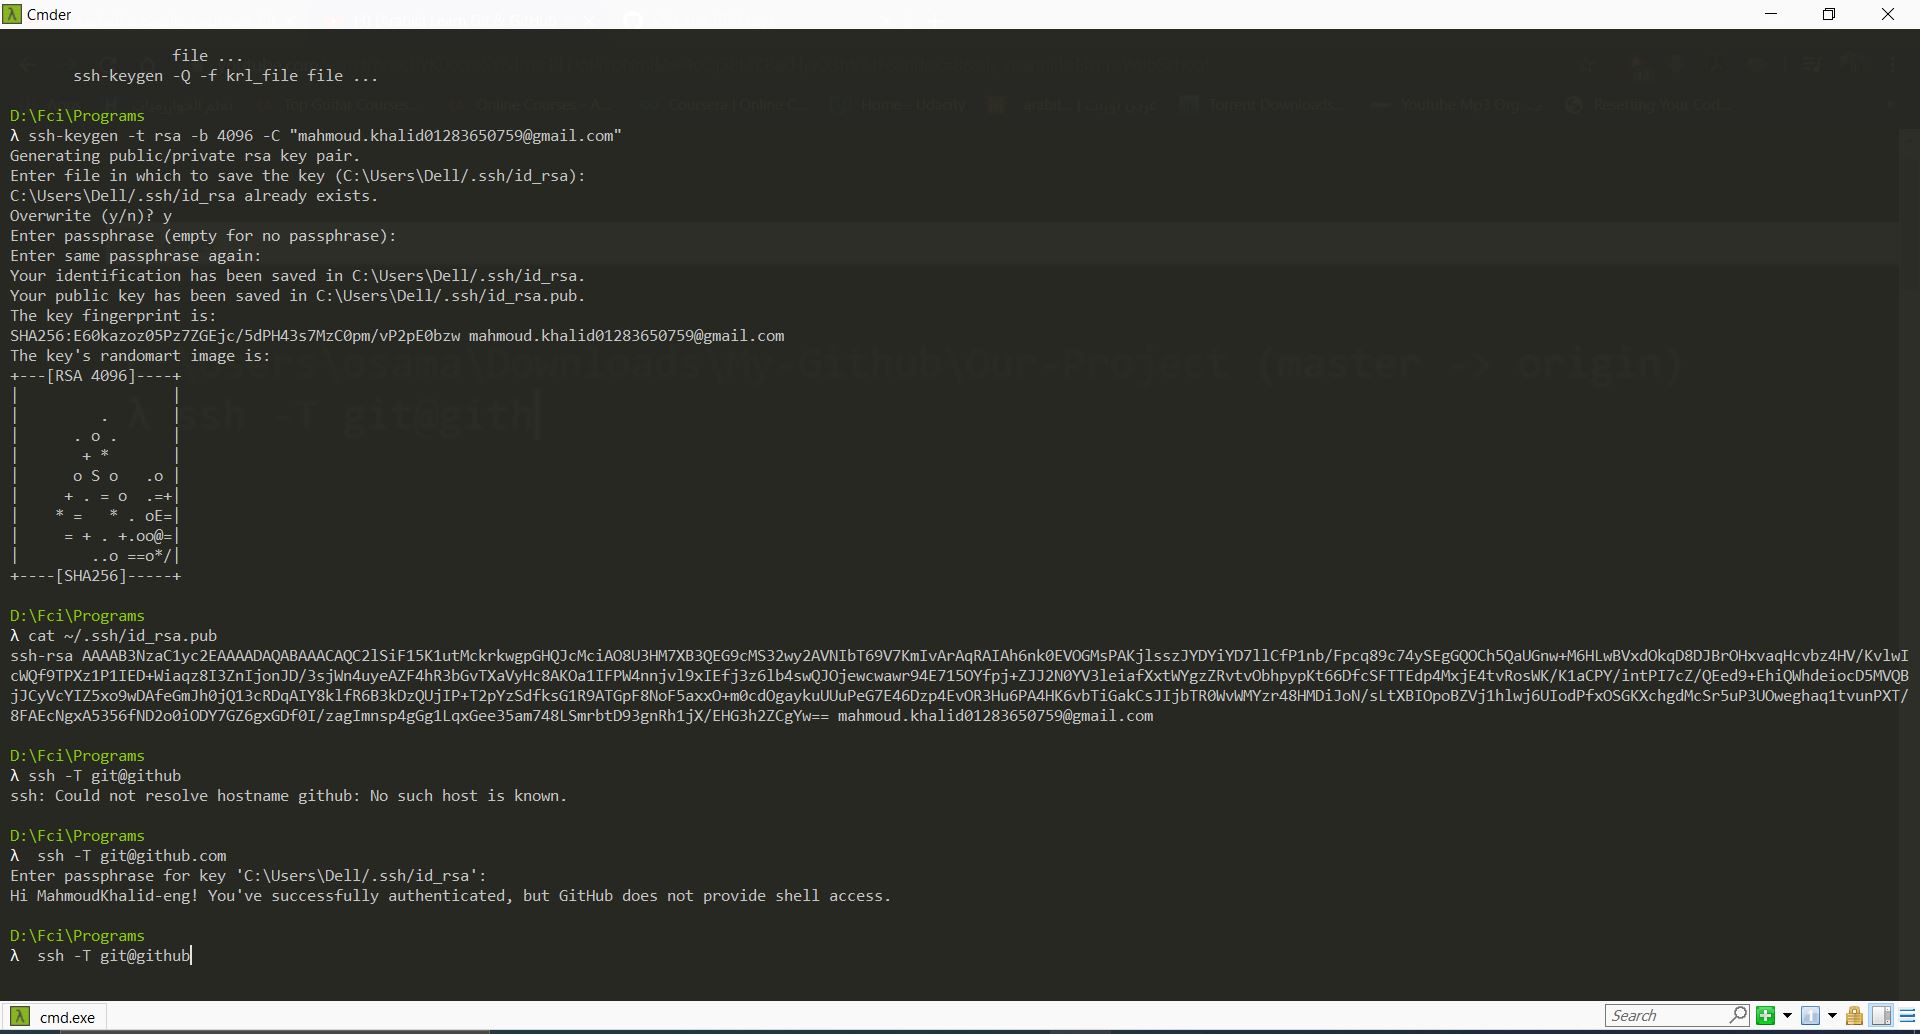 Cmder
file ...
ssh-keygen -Q -f krl_file file ...
D:\Fci\Programs
λ ssh-keygen -t rsa -b 4096 -C "mahmoud.khalid01283650759@gmail.com"
Generating public/private rsa key pair.
Enter file in which to save the key (C:\Users\Dell/.ssh/id_rsa):
C:\Users\Dell/.ssh/id_rsa already exists.
Overwrite (y/n)? y
Enter passphrase (empty for no passphrase):
Enter same passphrase again:
Your identification has been saved in C:\Users\Dell/.ssh/id_rsa.
Your public key has been saved in C:\Users\Dell/.ssh/id_rsa.pub.
The key fingerprint is:
SHA256:E60kazoz05Pz7ZGEjc/5dPH43s7MzC0pm/vP2pE0bzw mahmoud.khalid01283650759@gmail.com
The key's randomart image is:
+---[RSA 4096]----+
|                 |
|         .       |
|      . o .      |
|       + *       |
|      o S o   .o |
|     + . = o  .=+|
|    * =   * . oE=|
|     = + . +.oo@=|
|        ..o ==o*/|
+----[SHA256]-----+
D:\Fci\Programs
λ cat ~/.ssh/id_rsa.pub
ssh-rsa AAAAB3NzaC1yc2EAAAADAQABAAACAQC2lSiF15K1utMckrkwgpGHQJcMciAO8U3HM7XB3QEG9cMS32wy2AVNIbT69V7KmIvArAqRAIAh6nk0EVOGMsPAKjlsszJYDYiYD7llCfP1nb/Fpcq89c74ySEgGQOCh5QaUGnw+M6HLwBVxdOkqD8DJBrOHxvaqHcvbz4HV/KvlwI
cWQf9TPXz1P1IED+Wiaqz8I3ZnIjonJD/3sjWn4uyeAZF4hR3bGvTXaVyHc8AKOa1IFPW4nnjvl9xIEfj3z6lb4swQJOjewcwawr94E715OYfpj+ZJJ2N0YV3leiafXxtWYgzZRvtvObhpypKt66DfcSFTTEdp4MxjE4tvRosWK/K1aCPY/intPI7cZ/QEed9+EhiQWhdeiocD5MVQB
jJCyVcYIZ5xo9wDAfeGmJh0jQ13cRDqAIY8klfR6B3kDzQUjIP+T2pYzSdfksG1R9ATGpF8NoF5axxO+m0cdOgaykuUUuPeG7E46Dzp4EvOR3Hu6PA4HK6vbTiGakCsJIjbTR0WvWMYzr48HMDiJoN/sLtXBIOpoBZVj1hlwj6UIodPfxOSGKXchgdMcSr5uP3UOweghaq1tvunPXT/
8FAEcNgxA5356fND2o0iODY7GZ6gxGDf0I/zagImnsp4gGg1LqxGee35am748LSmrbtD93gnRh1jX/EHG3h2ZCgYw== mahmoud.khalid01283650759@gmail.com
D:\Fci\Programs
λ ssh -T git@github
ssh: Could not resolve hostname github: No such host is known.
D:\Fci\Programs
λ  ssh -T git@github.com
Enter passphrase for key 'C:\Users\Dell/.ssh/id_rsa':
Hi MahmoudKhalid-eng! You've successfully authenticated, but GitHub does not provide shell access.
D:\Fci\Programs
λ  ssh -T git@github
cmd.exe
Search